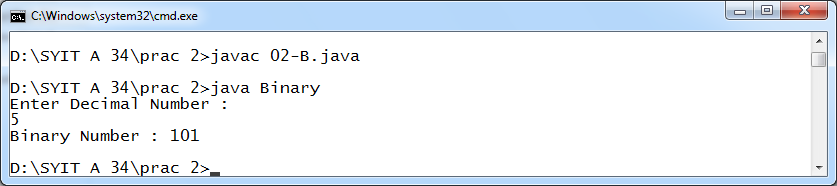 C:\Windows\system32\cmd.exe
D:\SYIT A 34\prac 2>javac 02-B.java
D:\SYIT A 34\prac 2>java Binary
Enter Decimal Number :
5
Binary Number : 101
D:\SYIT A 34\prac 2>